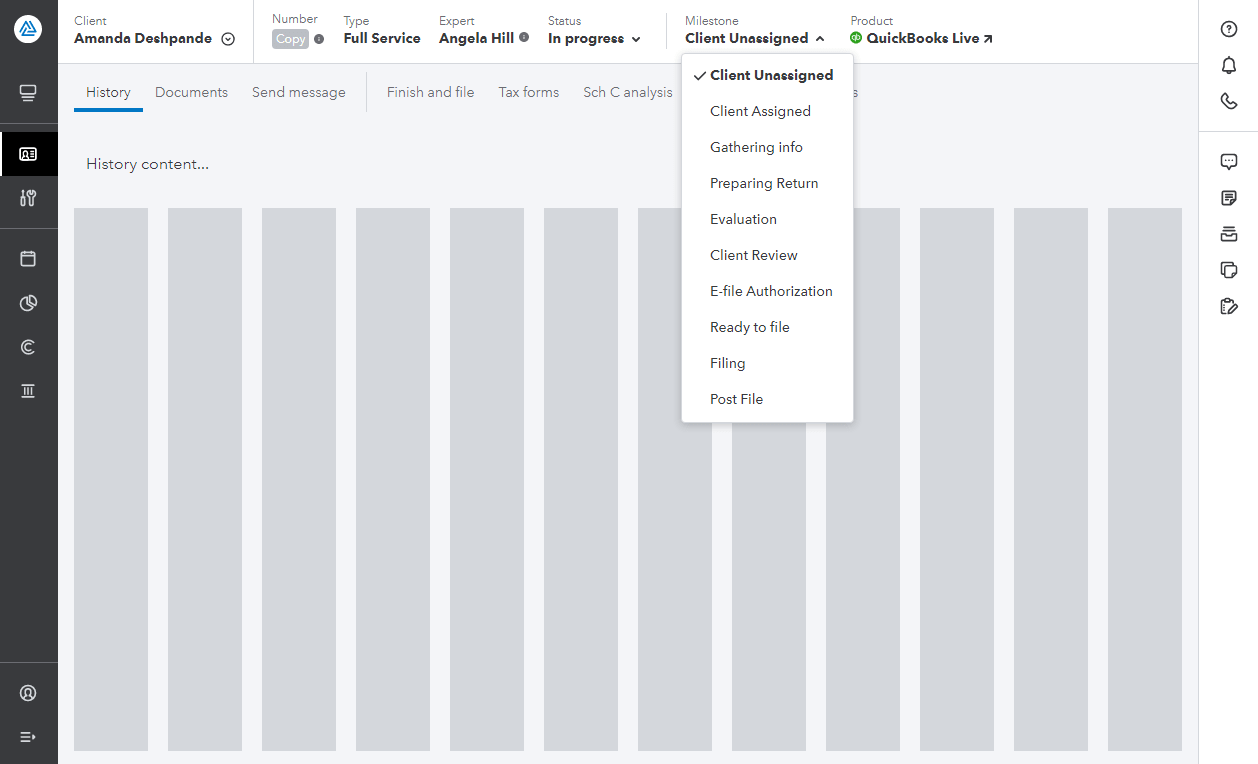 Client
Amanda Deshpande
Number
Copy
Type
Full Service
Expert
Angela Hill
Status
In progress
Milestone
Client Unassigned
Product
qb QuickBooks Live
History Documents Send message Finish and file Tax forms Sch C analysis
History content...
Client Unassigned
Client Assigned
Gathering info
Preparing Return
Evaluation
Client Review
E-file Authorization
Ready to file
Filing
Post File